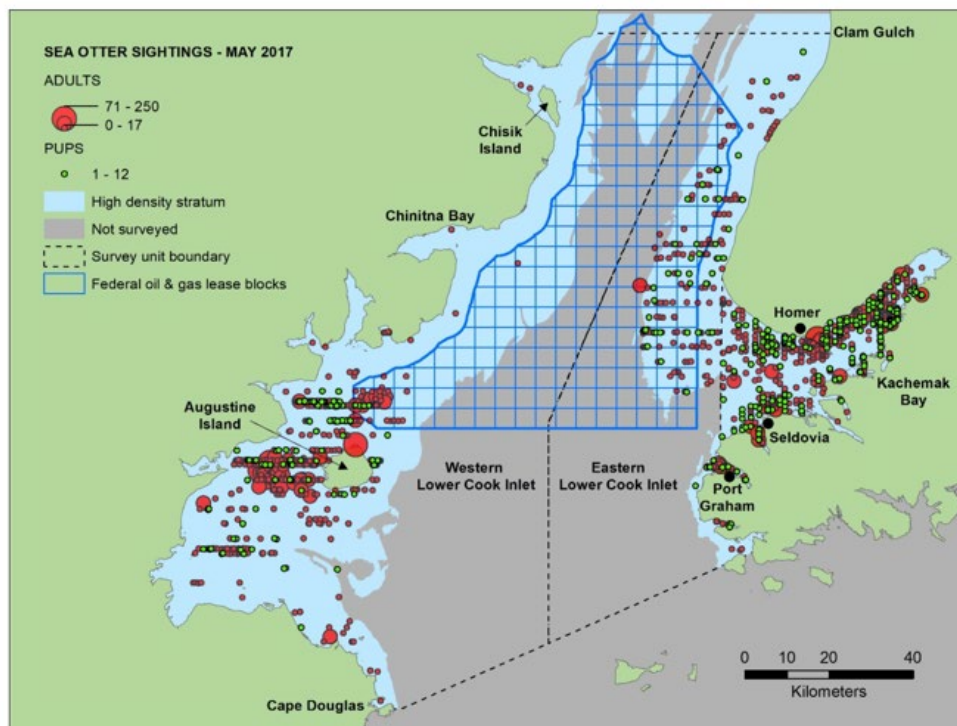 SEA OTTER SIGHTINGS - MAY 2017
ADULTS
71 - 250
0 - 17
PUPS
1 - 12
High density stratum
Not surveyed
Survey unit boundary
Federal oil & gas lease blocks
Clam Gulch
Chisik
Island
Chinitna Bay
Homer
Kachemak
Bay
Augustine
Island
Seldovia
Western
Lower Cook Inlet
Eastern
Lower Cook Inlet
Port
Graham
Cape Douglas
0 10 20 40
Kilometers